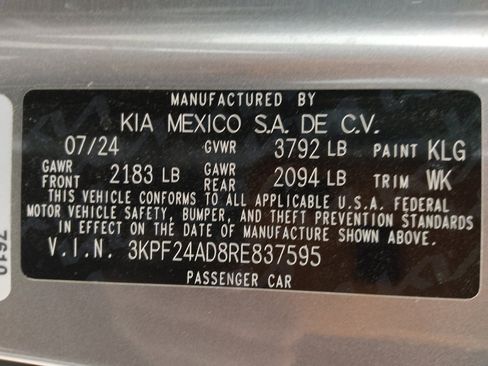 MANUFACTURED BY
KIA MEXICO S.A. DE C.V.
07/24 GVWR 3792 LB PAINT KLG
GAWR FRONT 2183 LB GAWR REAR 2094 LB TRIM WK
THIS VEHICLE CONFORMS TO ALL APPLICABLE U.S.A. FEDERAL
MOTOR VEHICLE SAFETY, BUMPER, AND THEFT PREVENTION STANDARDS
IN EFFECT ON THE DATE OF MANUFACTURE SHOWN ABOVE.
V.I.N. 3KPF24AD8RE837595
PASSENGER CAR